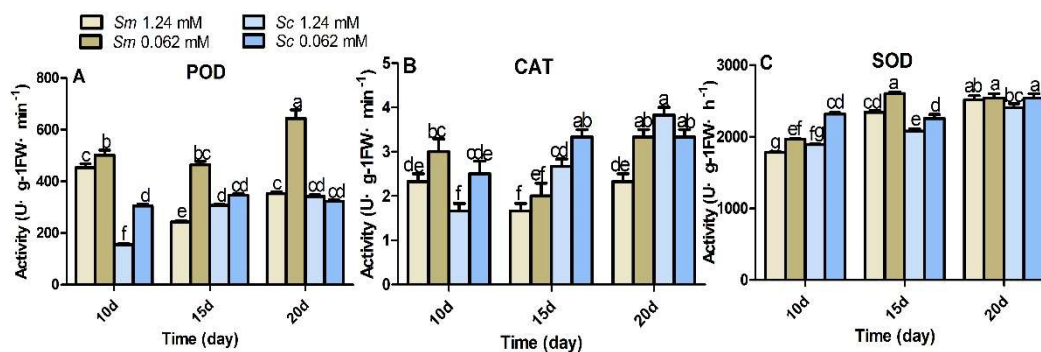 Sm 1.24 mM Sc 1.24 mM
Sm 0.062 mM Sc 0.062 mM
A POD
Activity (U· g-1FW· min⁻¹)
800
600
400
200
0
c b f d
e bc d cd
c a cd cd
10d 15d 20d
Time (day)
B CAT
Activity (U· g-1FW· min⁻¹)
5
4
3
2
1
0
de bc f cde
f ef cd ab
de ab a ab
10d 15d 20d
Time (day)
C SOD
Activity (U· g-1FW· h⁻¹)
3000
2000
1000
0
g ef fg cd
cd a e d
ab a bc a
10d 15d 20d
Time (day)